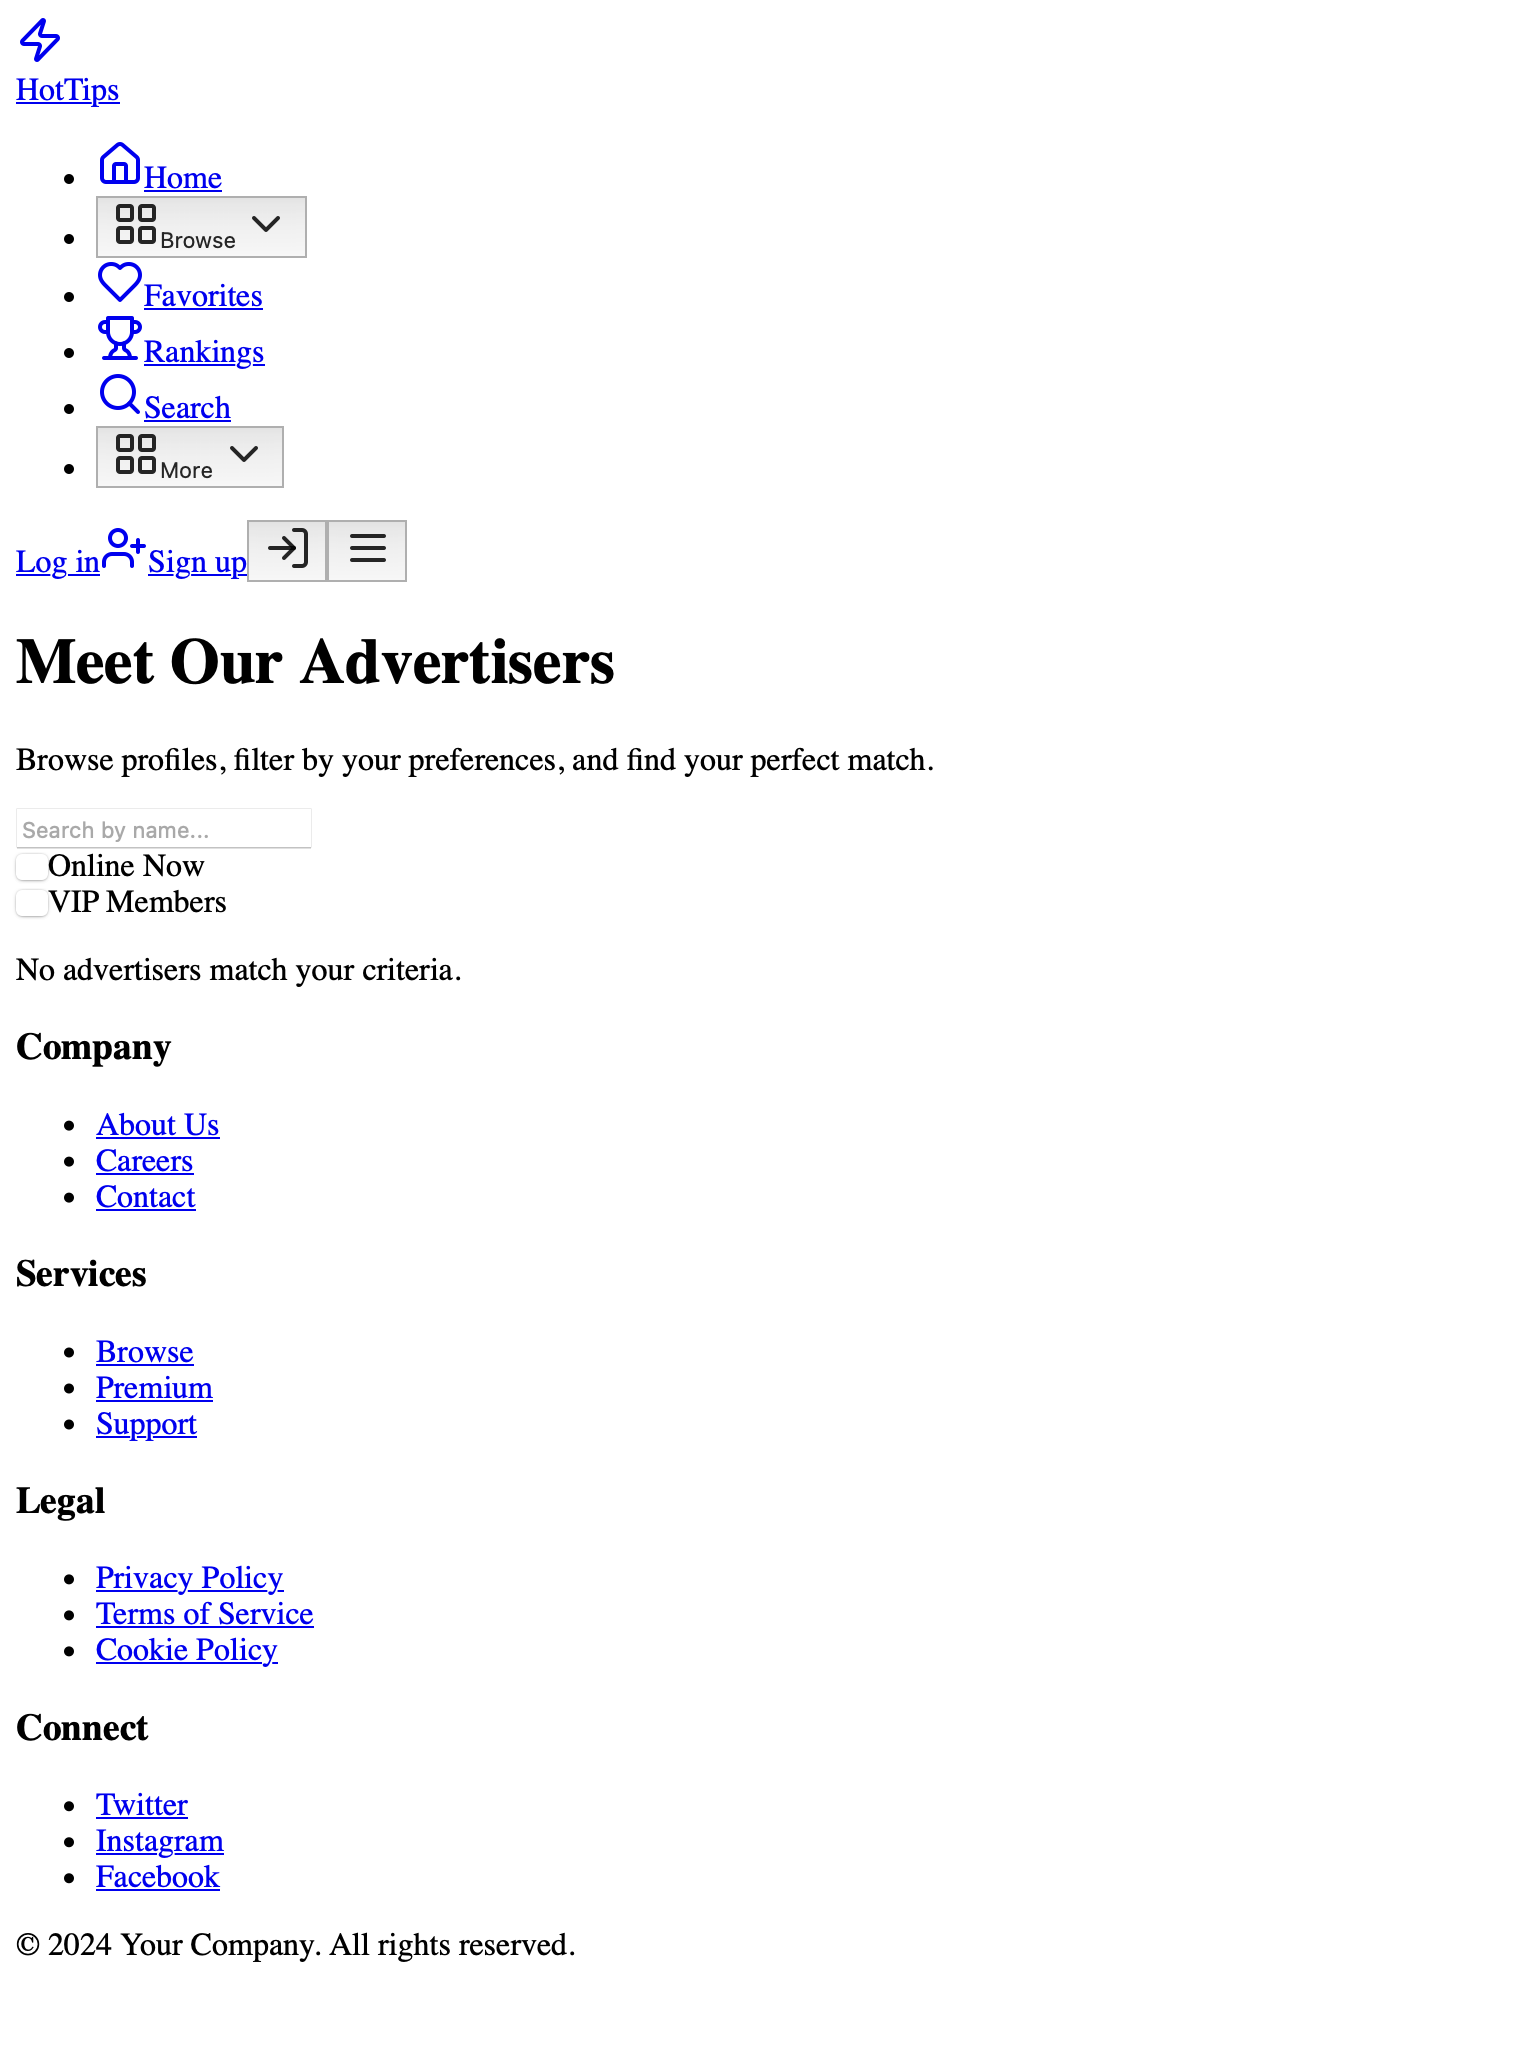 HotTips
Home
Browse
Favorites
Rankings
Search
More
Log in Sign up
Meet Our Advertisers
Browse profiles, filter by your preferences, and find your perfect match.
Search by name...
Online Now
VIP Members
No advertisers match your criteria.
Company
About Us
Careers
Contact
Services
Browse
Premium
Support
Legal
Privacy Policy
Terms of Service
Cookie Policy
Connect
Twitter
Instagram
Facebook
© 2024 Your Company. All rights reserved.